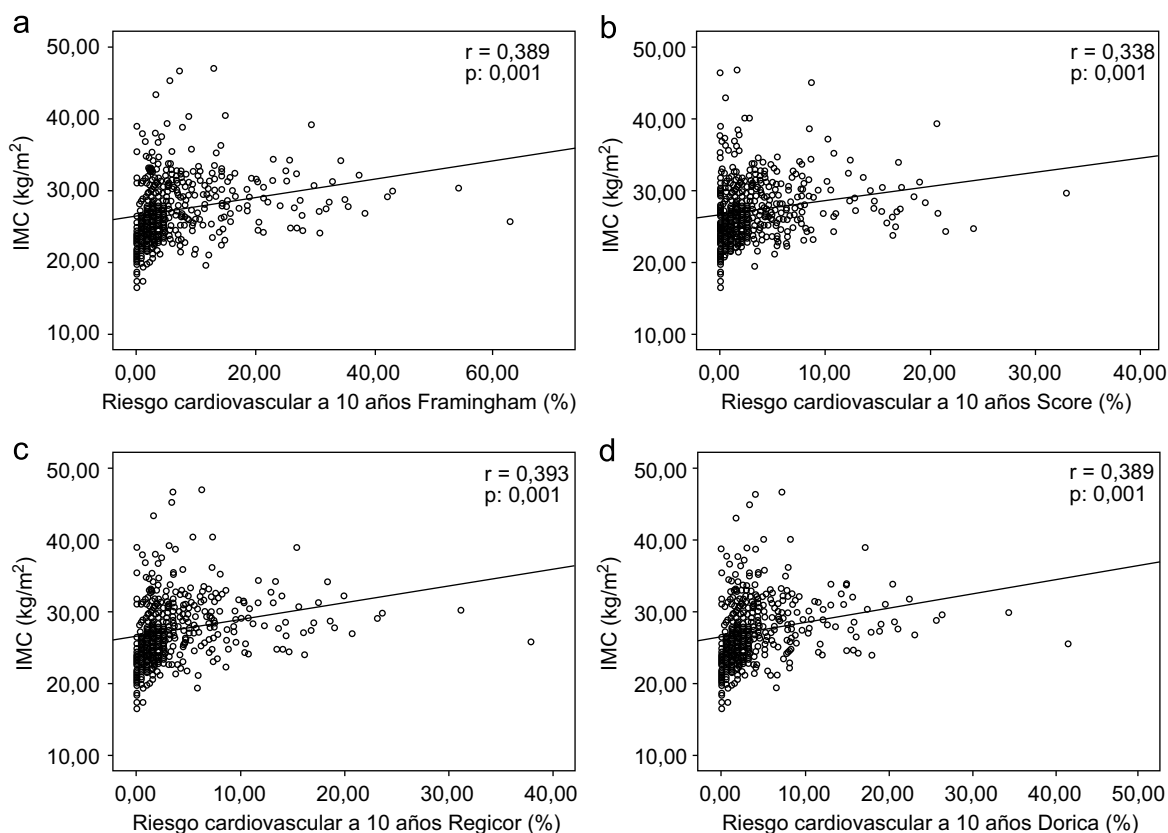 a
r = 0,389
p: 0,001
50,00
40,00
30,00
20,00
10,00
IMC (kg/m²)
0,00 20,00 40,00 60,00
Riesgo cardiovascular a 10 años Framingham (%)
b
r = 0,338
p: 0,001
50,00
40,00
30,00
20,00
10,00
IMC (kg/m²)
0,00 10,00 20,00 30,00 40,00
Riesgo cardiovascular a 10 años Score (%)
c
r = 0,393
p: 0,001
50,00
40,00
30,00
20,00
10,00
IMC (kg/m²)
0,00 10,00 20,00 30,00 40,00
Riesgo cardiovascular a 10 años Regicor (%)
d
r = 0,389
p: 0,001
50,00
40,00
30,00
20,00
10,00
IMC (kg/m²)
0,00 10,00 20,00 30,00 40,00 50,00
Riesgo cardiovascular a 10 años Dorica (%)